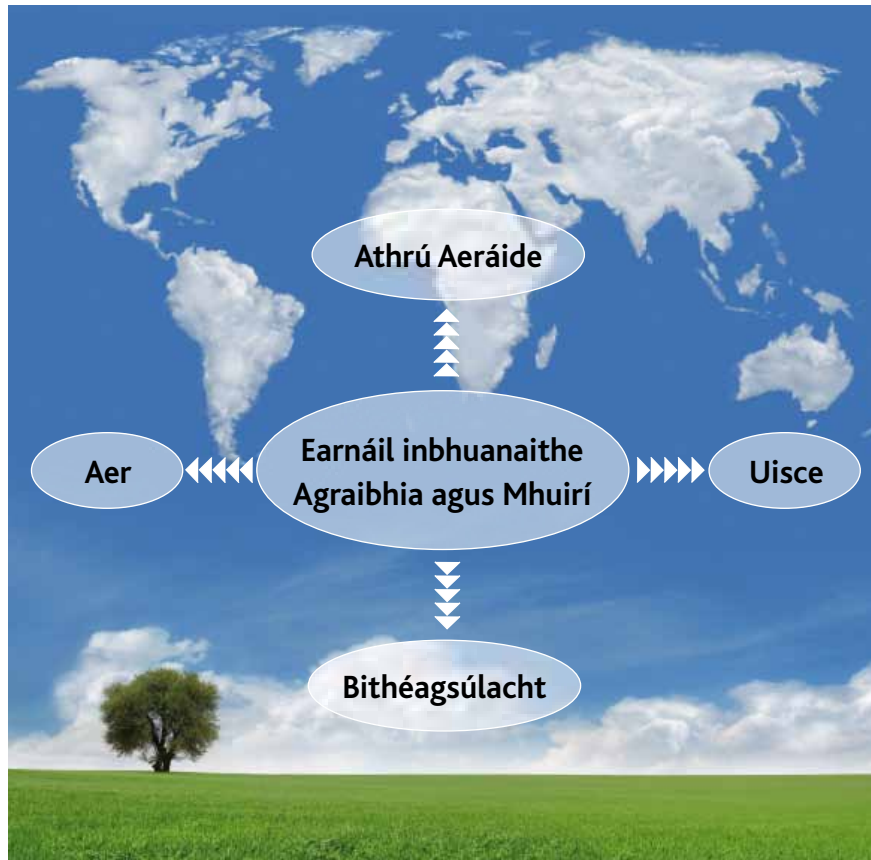 Athrú Aeráide
Aer
Earnáil inbhuanaithe
Agraibhia agus Mhuirí
Uisce
Bithéagsúlacht